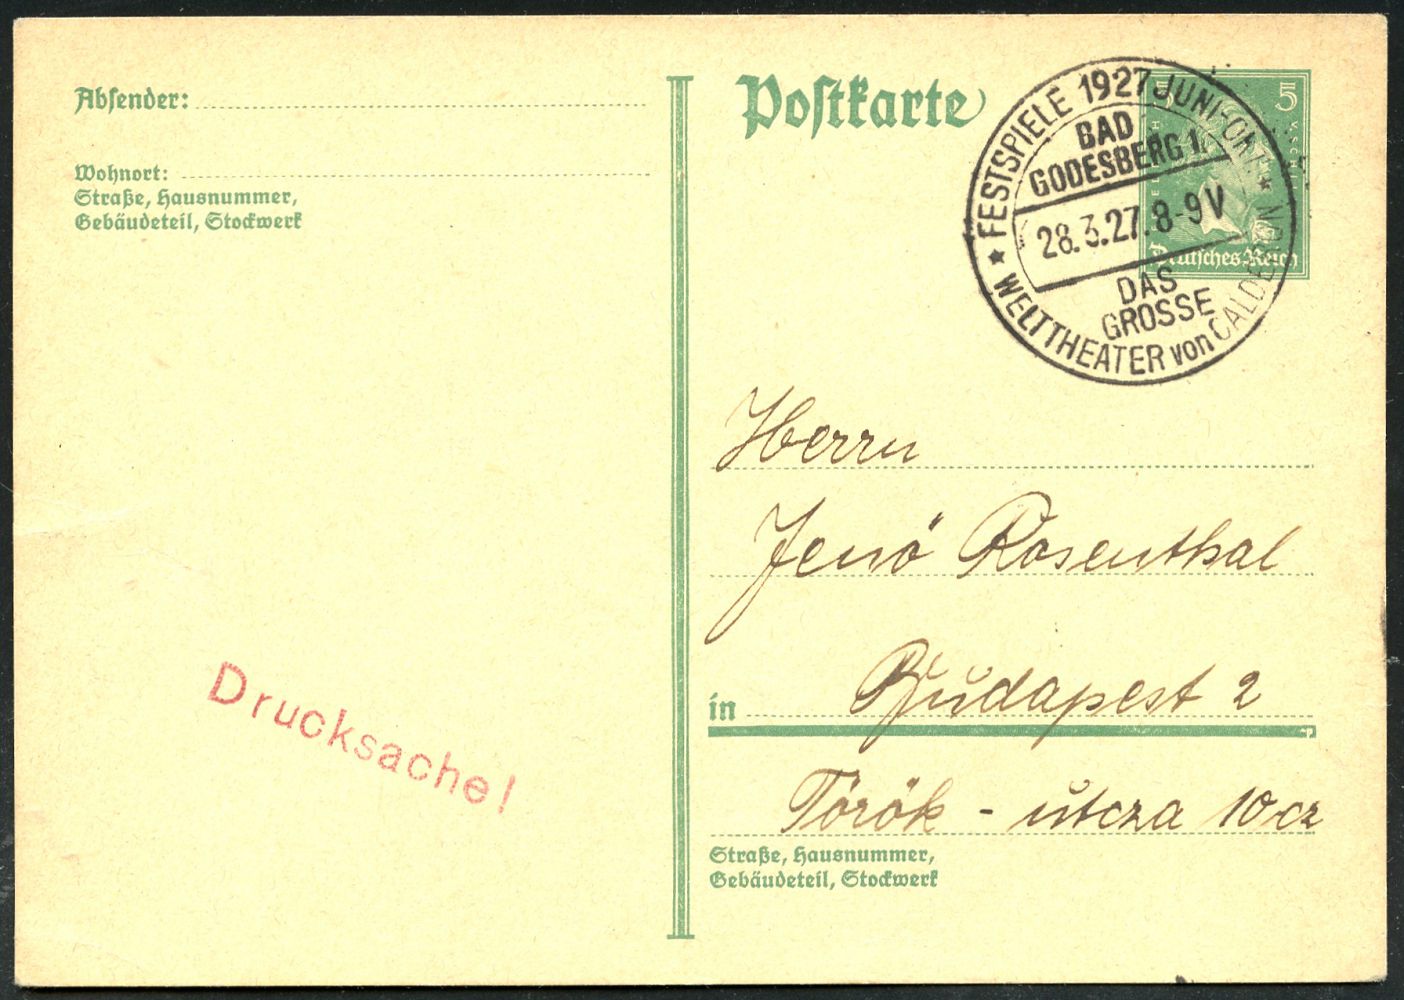 Absender:
Wohnort:
Straße, Hausnummer,
Gebäudeteil, Stockwerk
Postkarte
5 5
Deutsches Reich
★ FESTSPIELE 1927 JUNI-OKT. ★
BAD
GODESBERG 1.
28.3.27.8-9V
DAS
GROSSE
WELTTHEATER von CALDERON
Herrn
Jenö Rosenthal
in Budapest 2
Török - utcza 10 cz
Straße, Hausnummer,
Gebäudeteil, Stockwerk
Drucksache!